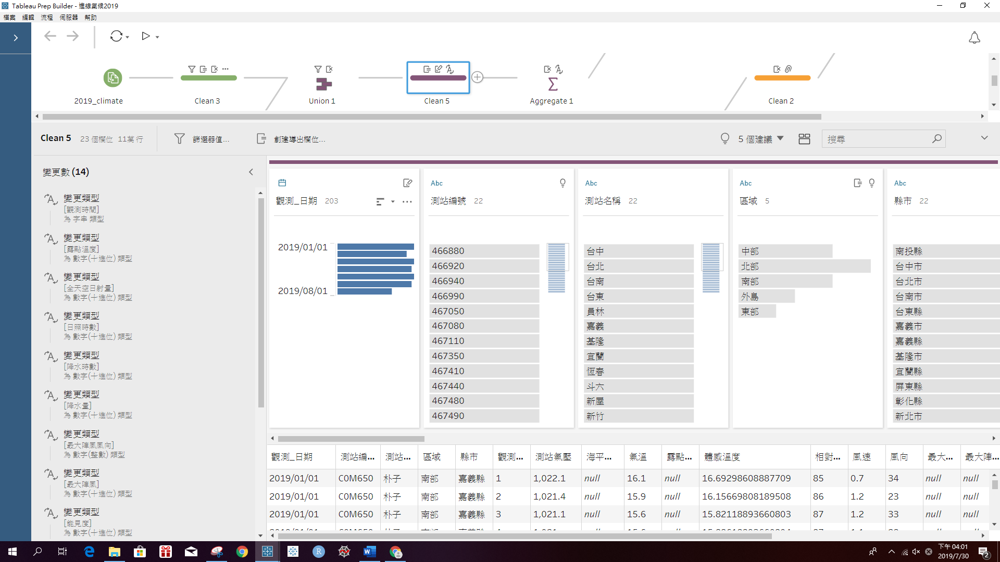 Tableau Prep Builder - 進線氣候2019
檔案 編輯 流程 伺服器 幫助
2019_climate
Clean 3
Union 1
Clean 5
Aggregate 1
Clean 2
Clean 5 23 個欄位 11萬 行
篩選器值...
創建導出欄位...
5 個建議
搜尋
變更數 (14)
變更類型
[觀測時間]
為 字串 類型
變更類型
[露點溫度]
為 數字(十進位) 類型
變更類型
[全天空日射量]
為 數字(十進位) 類型
變更類型
[日照時數]
為 數字(十進位) 類型
變更類型
[降水時數]
為 數字(十進位) 類型
變更類型
[降水量]
為 數字(十進位) 類型
變更類型
[最大陣風風向]
為 數字(整數) 類型
變更類型
[最大陣風]
為 數字(十進位) 類型
變更類型
[能見度]
為 數字(十進位) 類型
觀測_日期 203
2019/01/01
2019/08/01
Abc
測站編號 22
466880
466920
466940
466990
467050
467080
467110
467350
467410
467440
467480
467490
Abc
測站名稱 22
台中
台北
台南
台東
員林
嘉義
基隆
宜蘭
恆春
斗六
新屋
新竹
Abc
區域 5
中部
北部
南部
外島
東部
Abc
縣市 22
南投縣
台中市
台北市
台南市
台東縣
嘉義市
嘉義縣
基隆市
宜蘭縣
屏東縣
彰化縣
新北市
觀測_日期 測站編... 測站... 區域 縣市 觀測... 測站氣壓 海平... 氣溫 露點... 體感溫度 相對... 風速 風向 最大... 最大陣...
2019/01/01 C0M650 朴子 南部 嘉義縣 1 1,022.1 null 16.1 null 16.69298608887709 85 0.7 34 null null
2019/01/01 C0M650 朴子 南部 嘉義縣 2 1,021.4 null 15.9 null 16.15669808189508 86 1.2 23 null null
2019/01/01 C0M650 朴子 南部 嘉義縣 3 1,021.1 null 15.6 null 15.82118893660803 87 1.2 33 null null
下午 04:01
2019/7/30
2